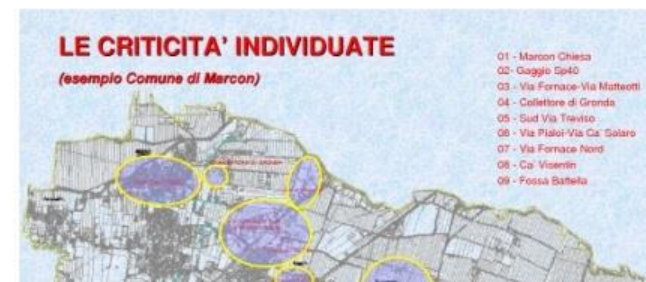 LE CRITICITA' INDIVIDUATE
(esempio Comune di Marcon)
01 - Marcon Chiesa
02- Gaggio Sp40
03 - Via Fornace-Via Matteotti
04 - Collettore di Gronda
05 - Sud Via Treviso
06 - Via Pialoi-Via Ca' Solaro
07 - Via Fornace Nord
08 - Ca' Visentin
09 - Fossa Battella